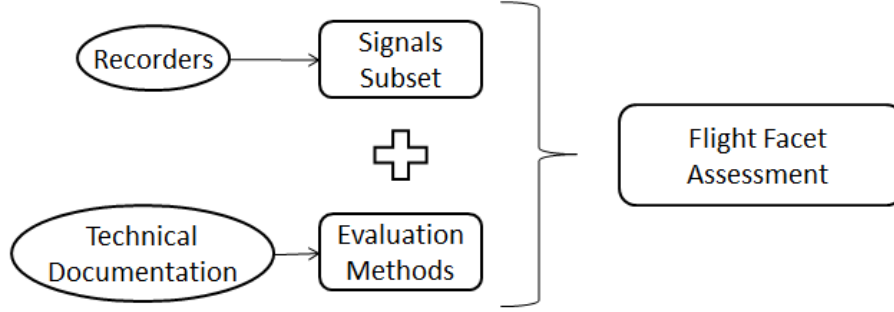 Recorders
Signals
Subset
Flight Facet
Assessment
Technical
Documentation
Evaluation
Methods